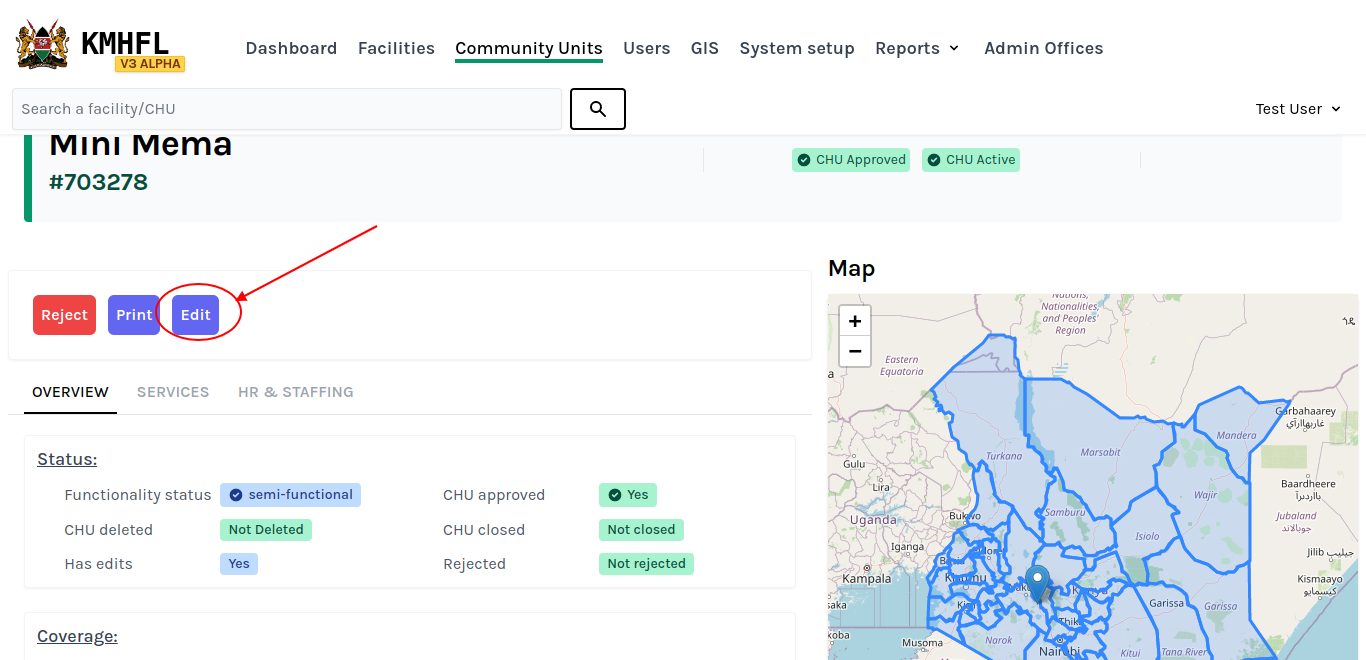 KMHFL
V3 ALPHA
Dashboard Facilities Community Units Users GIS System setup Reports Admin Offices
Search a facility/CHU
Test User
Mini Mema
#703278
CHU Approved CHU Active
Reject Print Edit
OVERVIEW SERVICES HR & STAFFING
Status:
Functionality status semi-functional CHU approved Yes
CHU deleted Not Deleted CHU closed Not closed
Has edits Yes Rejected Not rejected
Coverage:
Map
+
−
Nations,
Nationalities,
and Peoples'
Region
Eastern
Equatoria
Garbahaarey
Mandera
Turkana
Marsabit
Gulu
Lira
Baardheere
Wajir
Uganda
Bukwo
Samburu
Jubaland
جوبالاند
Isiolo
Iganga
Jilib جيليب
Kampala
Kismaayo
كيسمايو
Garissa
Garissa
Thika
Musoma
Narok
Nairobi
Kitui
Tana River